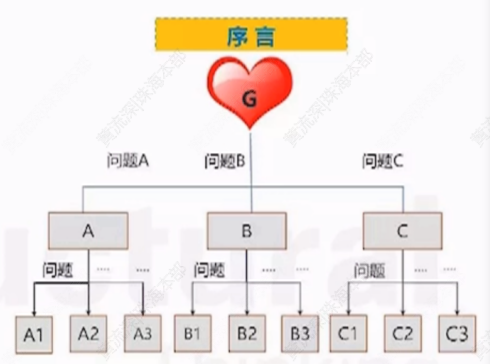 序言
G
问题A 问题B 问题C
A B C
问题 .... .... 问题 .... .... 问题 .... ....
A1 A2 A3 B1 B2 B3 C1 C2 C3